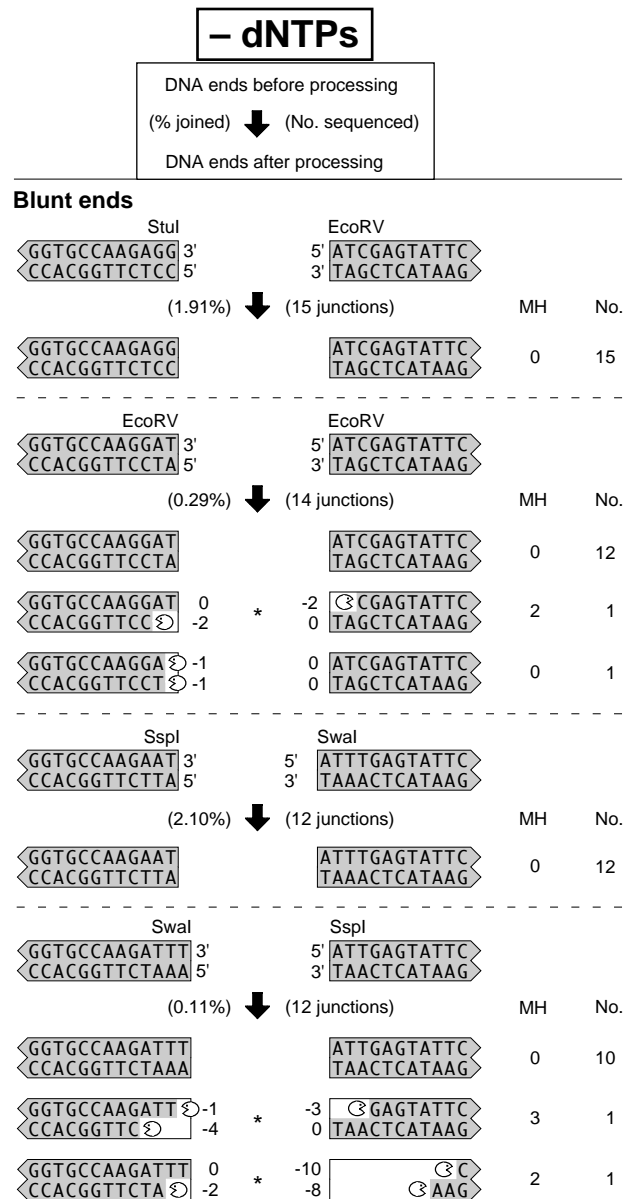 – dNTPs
DNA ends before processing
(% joined) (No. sequenced)
DNA ends after processing
Blunt ends
StuI EcoRV
GGTGCCAAGAGG 3' 5' ATCGAGTATTC
CCACGGTTCTCC 5' 3' TAGCTCATAAG
(1.91%) (15 junctions) MH No.
GGTGCCAAGAGG ATCGAGTATTC
CCACGGTTCTCC TAGCTCATAAG
0 15
EcoRV EcoRV
GGTGCCAAGGAT 3' 5' ATCGAGTATTC
CCACGGTTCCTA 5' 3' TAGCTCATAAG
(0.29%) (14 junctions) MH No.
GGTGCCAAGGAT ATCGAGTATTC
CCACGGTTCCTA TAGCTCATAAG
0 12
GGTGCCAAGGAT 0 * -2 CGAGTATTC
CCACGGTTCC -2 0 TAGCTCATAAG
2 1
GGTGCCAAGGA -1 0 ATCGAGTATTC
CCACGGTTCCT -1 0 TAGCTCATAAG
0 1
SspI SwaI
GGTGCCAAGAAT 3' 5' ATTTGAGTATTC
CCACGGTTCTTA 5' 3' TAAACTCATAAG
(2.10%) (12 junctions) MH No.
GGTGCCAAGAAT ATTTGAGTATTC
CCACGGTTCTTA TAAACTCATAAG
0 12
SwaI SspI
GGTGCCAAGATTT 3' 5' ATTGAGTATTC
CCACGGTTCTAAA 5' 3' TAACTCATAAG
(0.11%) (12 junctions) MH No.
GGTGCCAAGATTT ATTGAGTATTC
CCACGGTTCTAAA TAACTCATAAG
0 10
GGTGCCAAGATT -1 * -3 GAGTATTC
CCACGGTTC -4 0 TAACTCATAAG
3 1
GGTGCCAAGATTT 0 * -10 C
CCACGGTTCTA -2 -8 AAG
2 1